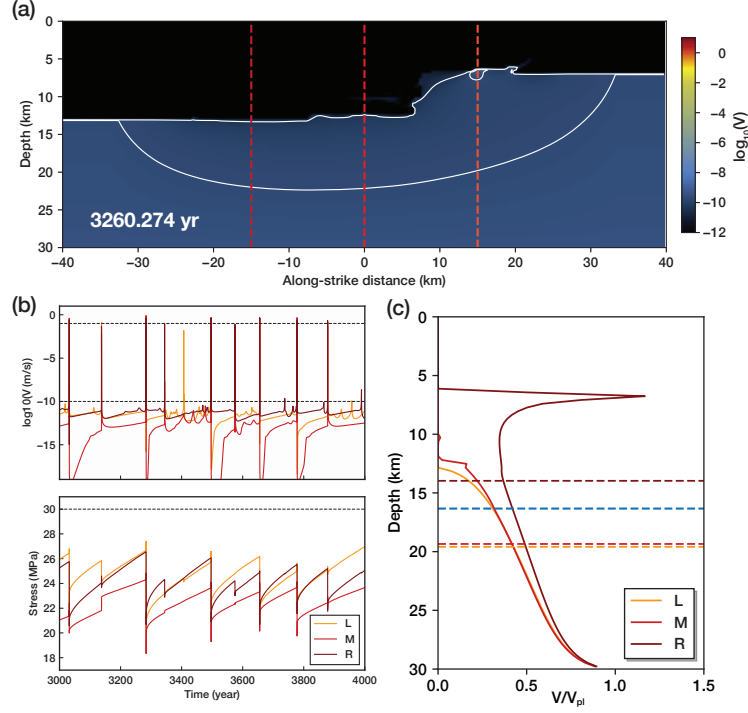 (a)
0
5
10
15
20
25
30
Depth (km)
3260.274 yr
-40
-30
-20
-10
0
10
20
30
40
Along-strike distance (km)
0
−2
−4
−6
−8
−10
−12
log10(V)
(b)
0
−5
−10
−15
log10(V (m/s)
30
28
26
24
22
20
18
Stress (MPa)
L
M
R
3000
3200
3400
3600
3800
4000
Time (year)
(c)
0
5
10
15
20
25
30
Depth (km)
L
M
R
0.0
0.5
1.0
1.5
V/Vpl